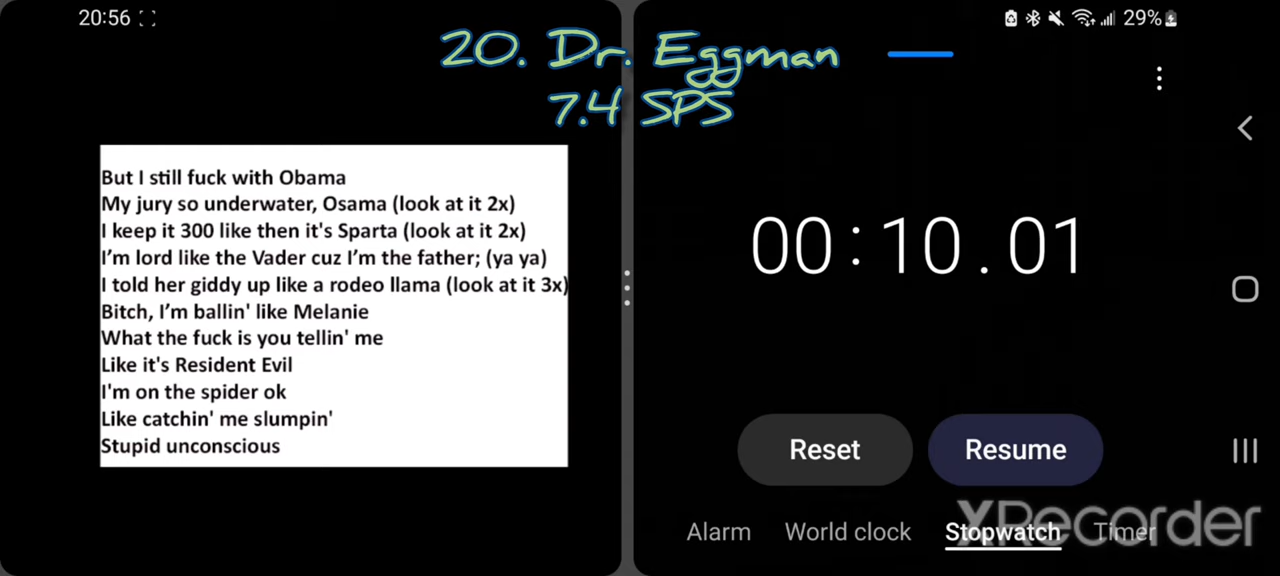 20:56
29%
20. Dr. Eggman
7.4 SPS
But I still fuck with Obama
My jury so underwater, Osama (look at it 2x)
I keep it 300 like then it's Sparta (look at it 2x)
I'm lord like the Vader cuz I'm the father; (ya ya)
I told her giddy up like a rodeo llama (look at it 3x)
Bitch, I'm ballin' like Melanie
What the fuck is you tellin' me
Like it's Resident Evil
I'm on the spider ok
Like catchin' me slumpin'
Stupid unconscious
00:10.01
Reset Resume
Alarm World clock Stopwatch Timer
XRecorder